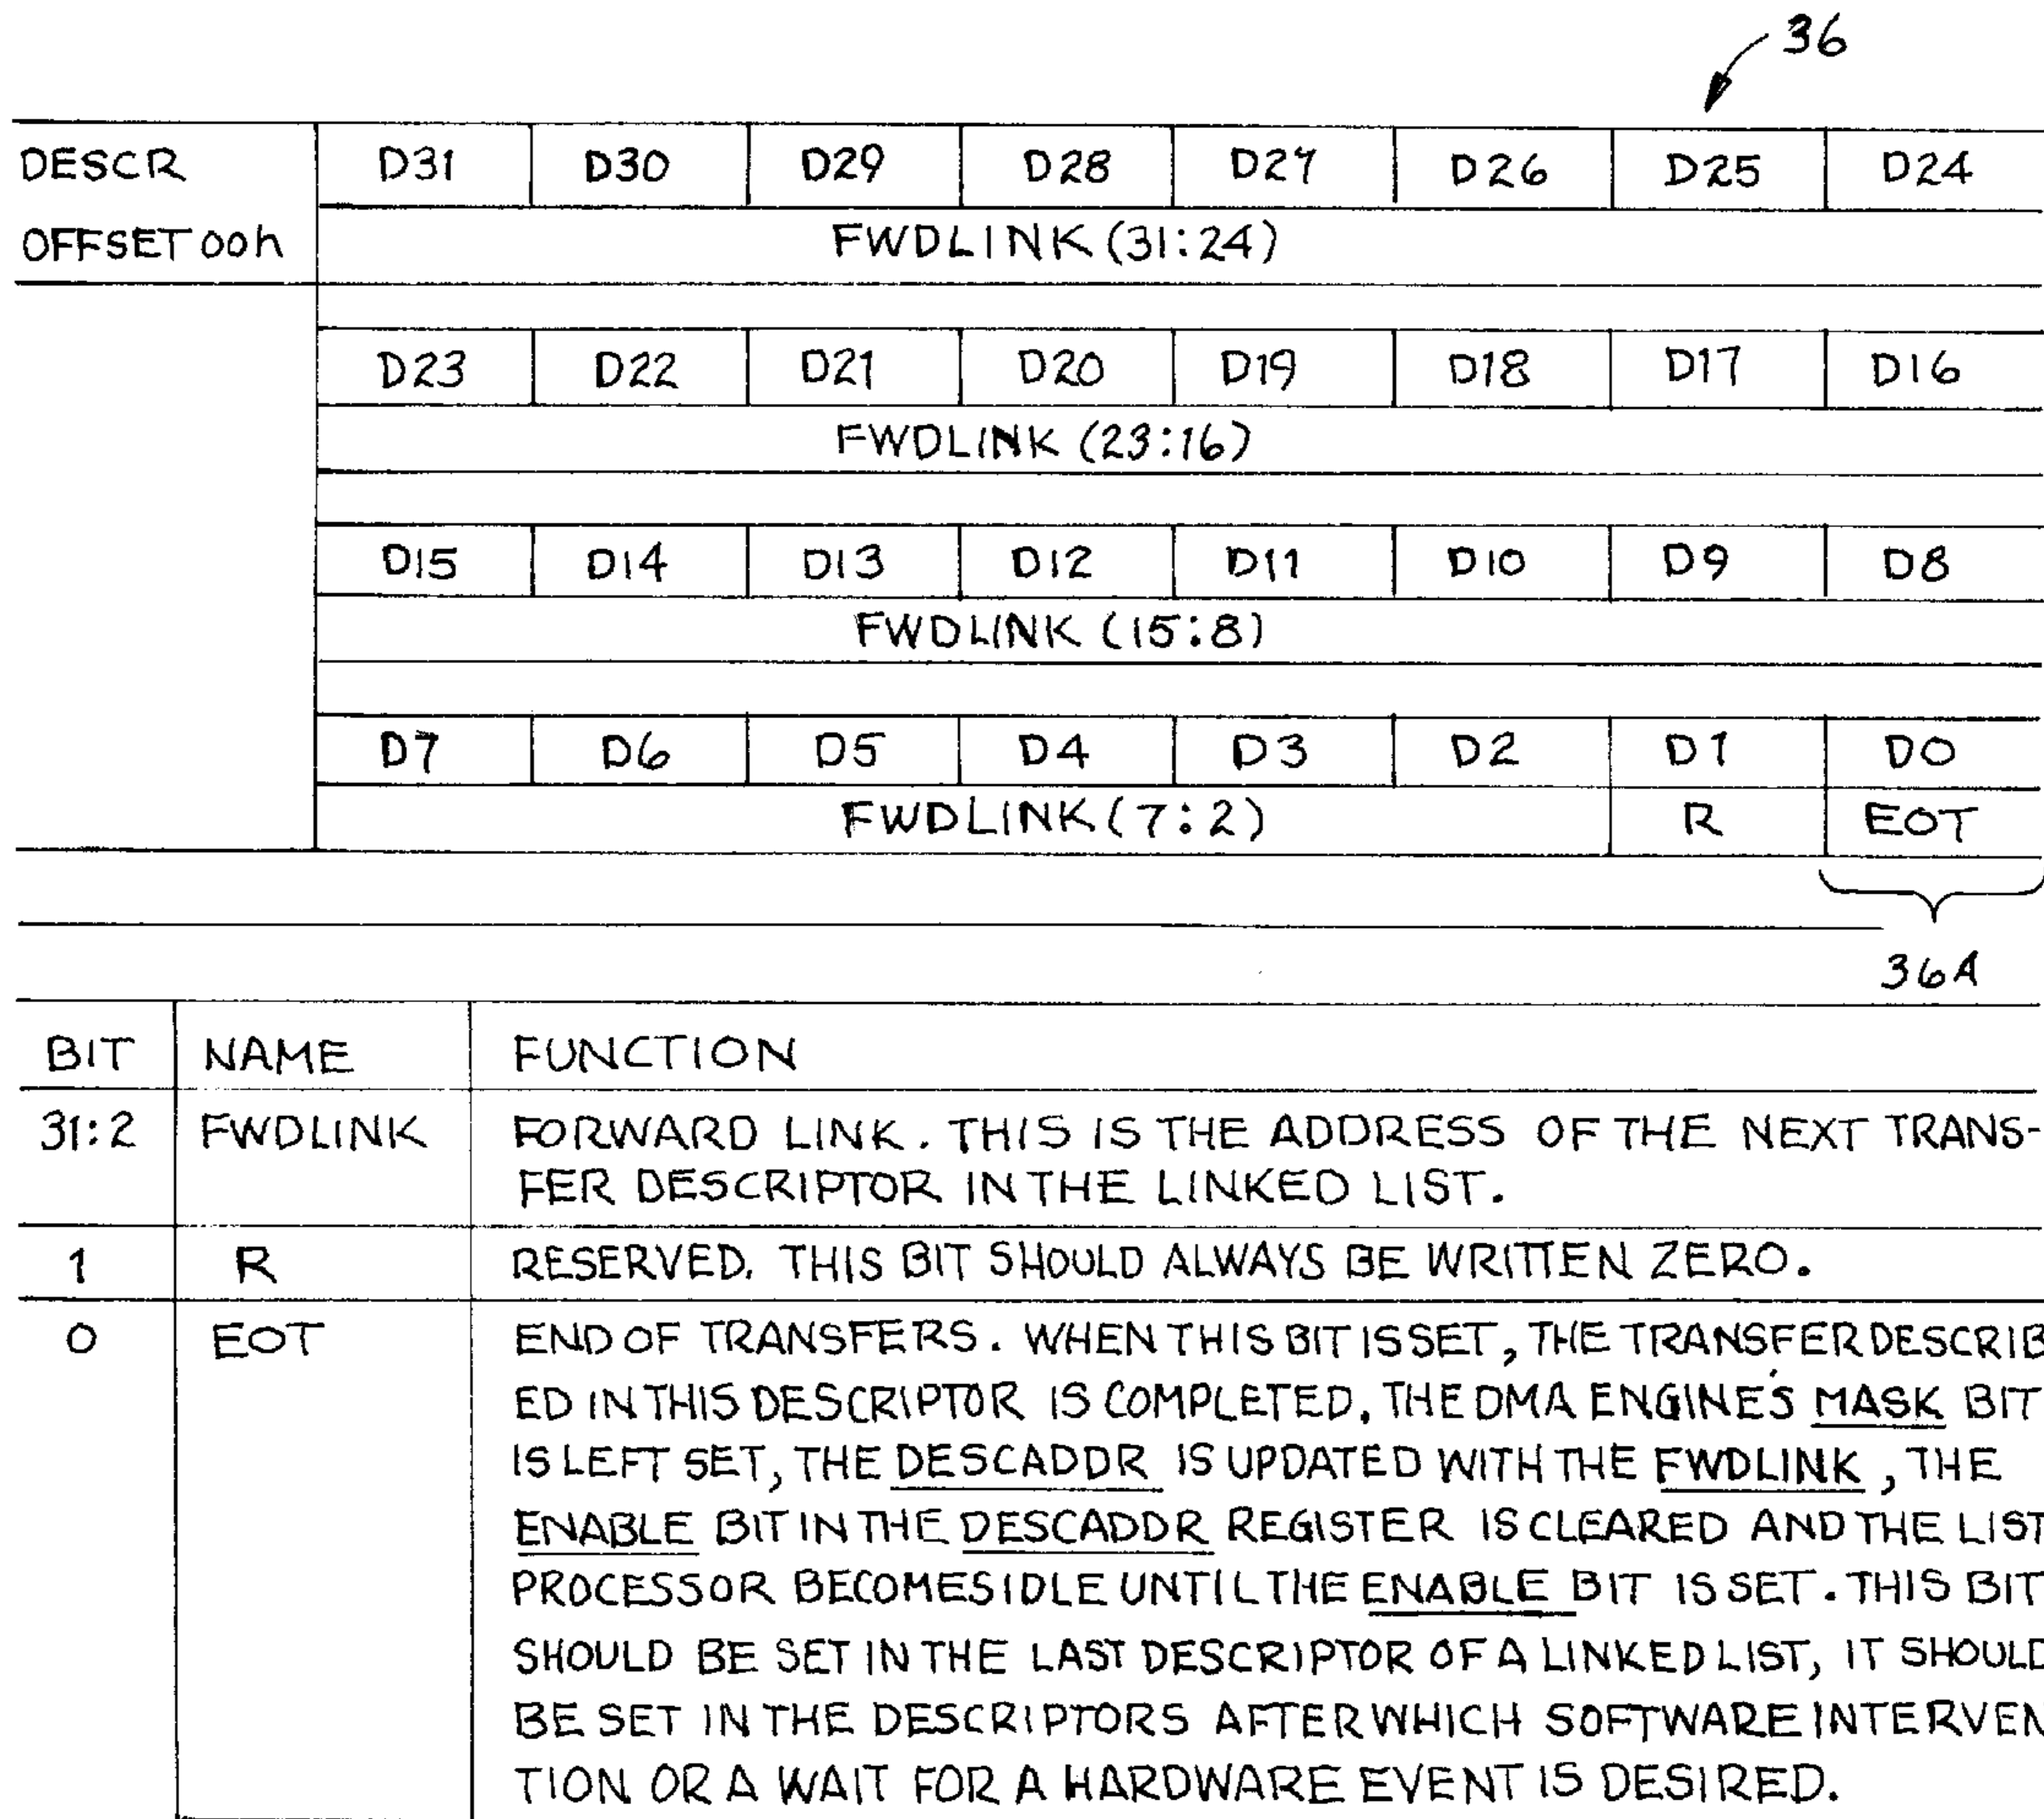 36
DESCR D31 D30 D29 D28 D27 D26 D25 D24
OFFSET 00h FWDLINK (31:24)
D23 D22 D21 D20 D19 D18 D17 D16
FWDLINK (23:16)
D15 D14 D13 D12 D11 D10 D9 D8
FWDLINK (15:8)
D7 D6 D5 D4 D3 D2 D1 D0
FWDLINK (7:2) R EOT
36A
BIT NAME FUNCTION
31:2 FWDLINK FORWARD LINK. THIS IS THE ADDRESS OF THE NEXT TRANS-
FER DESCRIPTOR IN THE LINKED LIST.
1 R RESERVED. THIS BIT SHOULD ALWAYS BE WRITTEN ZERO.
0 EOT END OF TRANSFERS. WHEN THIS BIT IS SET, THE TRANSFER DESCRIB
ED IN THIS DESCRIPTOR IS COMPLETED, THE DMA ENGINE'S MASK BIT
IS LEFT SET, THE DESCADDR IS UPDATED WITH THE FWDLINK, THE
ENABLE BIT IN THE DESCADDR REGISTER IS CLEARED AND THE LIST
PROCESSOR BECOMES IDLE UNTIL THE ENABLE BIT IS SET. THIS BIT
SHOULD BE SET IN THE LAST DESCRIPTOR OF A LINKED LIST, IT SHOULD
BE SET IN THE DESCRIPTORS AFTER WHICH SOFTWARE INTERVEN
TION OR A WAIT FOR A HARDWARE EVENT IS DESIRED.